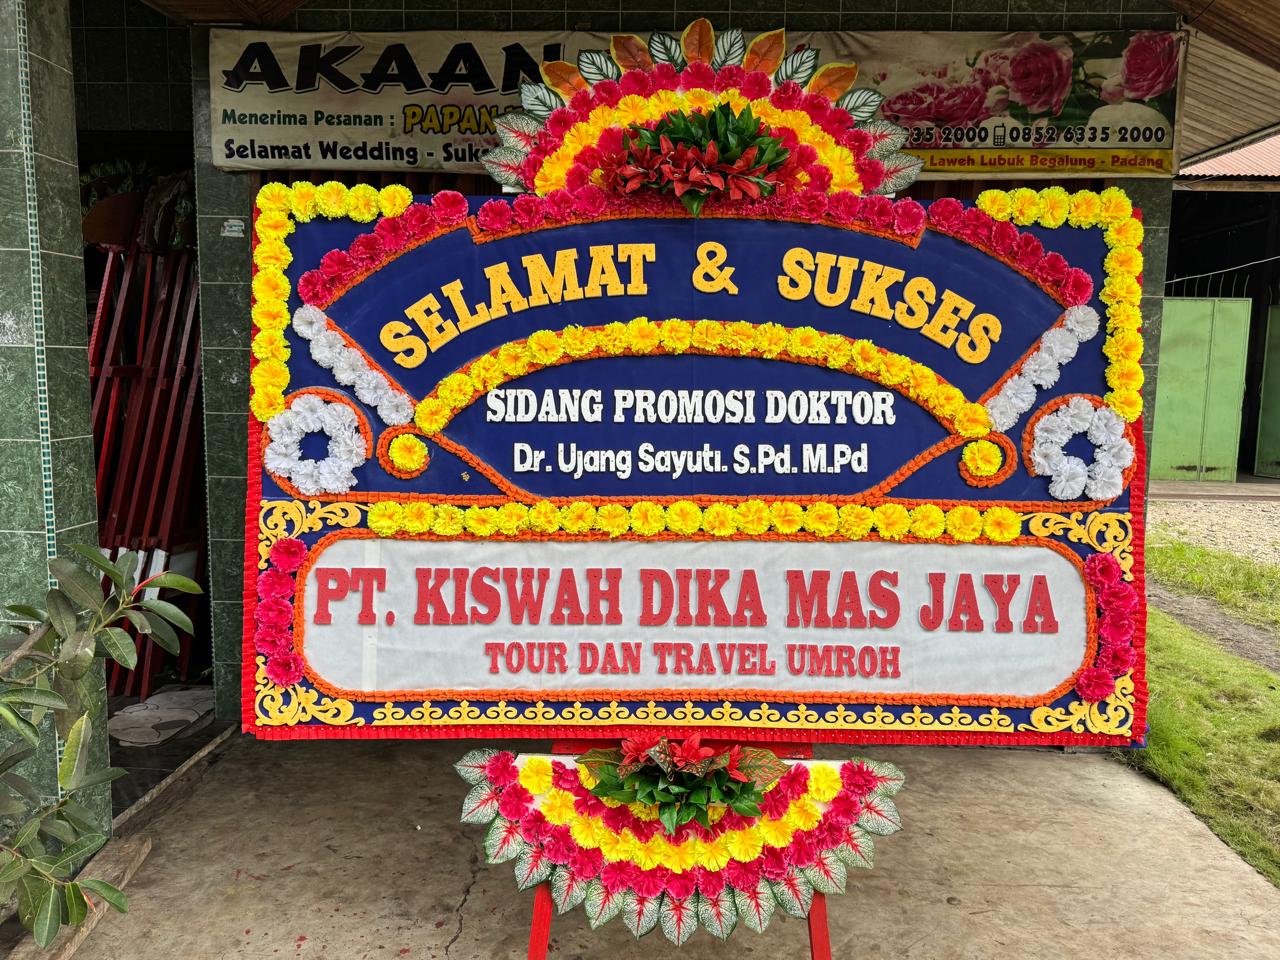 AKAAN
Menerima Pesanan : PAPAN
Selamat Wedding - Suk
335 2000 0852 6335 2000
Laweh Lubuk Begalung - Padang
SELAMAT & SUKSES
SIDANG PROMOSI DOKTOR
Dr. Ujang Sayuti. S.Pd. M.Pd
PT. KISWAH DIKA MAS JAYA
TOUR DAN TRAVEL UMROH